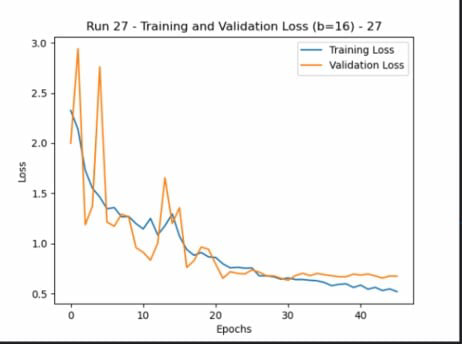 Run 27 - Training and Validation Loss (b=16) - 27
Training Loss
Validation Loss
3.0
2.5
2.0
1.5
1.0
0.5
Loss
0
10
20
30
40
Epochs